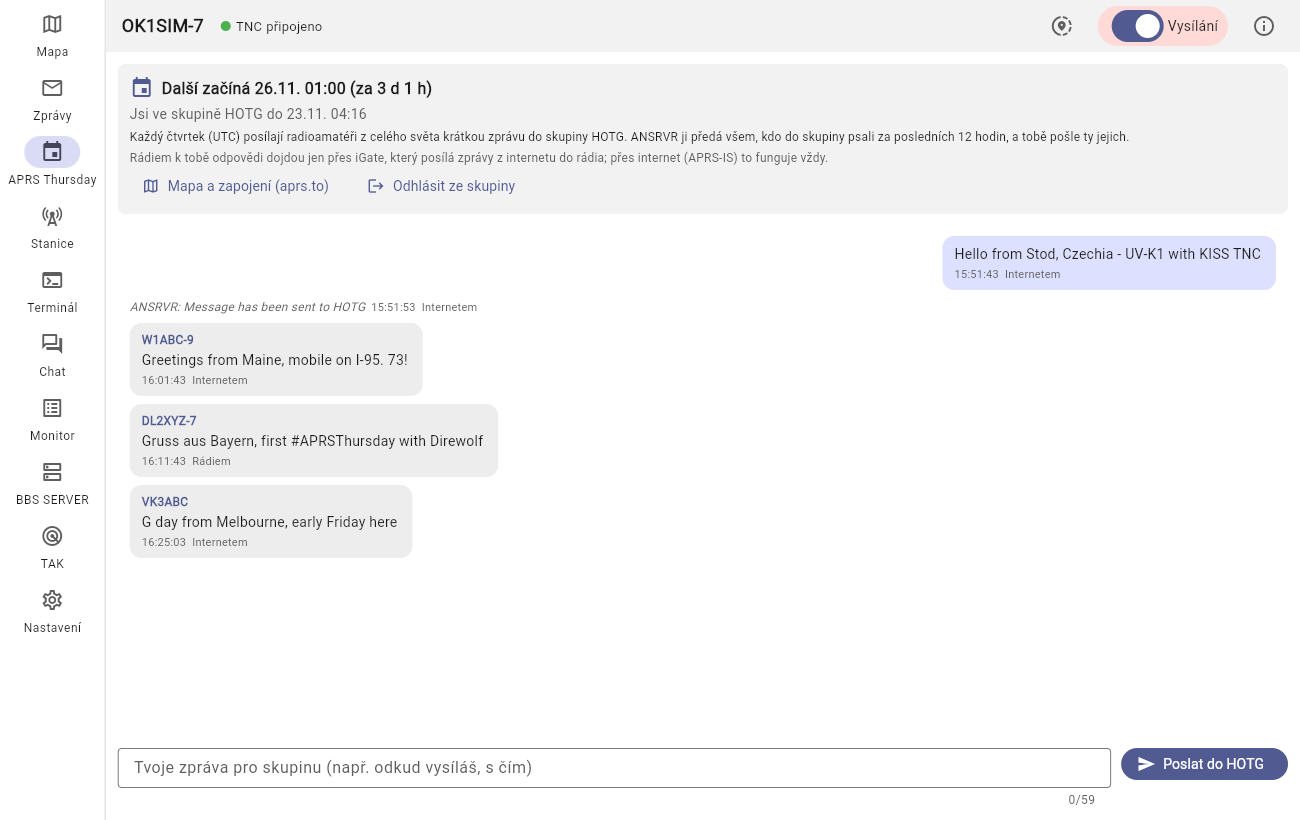 OK1SIM-7
TNC připojeno
Vysílání
Mapa
Zprávy
APRS Thursday
Stanice
Terminál
Chat
Monitor
BBS SERVER
TAK
Nastavení
Další začíná 26.11. 01:00 (za 3 d 1 h)
Jsi ve skupině HOTG do 23.11. 04:16
Každý čtvrtek (UTC) posílají radioamatéři z celého světa krátkou zprávu do skupiny HOTG. ANSRVR ji předá všem, kdo do skupiny psali za posledních 12 hodin, a tobě pošle ty jejich.
Rádiem k tobě odpovědi dojdou jen přes iGate, který posílá zprávy z internetu do rádia; přes internet (APRS-IS) to funguje vždy.
Mapa a zapojení (aprs.to)
Odhlásit ze skupiny
Hello from Stod, Czechia - UV-K1 with KISS TNC
15:51:43 Internetem
ANSRVR: Message has been sent to HOTG 15:51:53 Internetem
W1ABC-9
Greetings from Maine, mobile on I-95. 73!
16:01:43 Internetem
DL2XYZ-7
Gruss aus Bayern, first #APRSThursday with Direwolf
16:11:43 Rádiem
VK3ABC
G day from Melbourne, early Friday here
16:25:03 Internetem
Tvoje zpráva pro skupinu (např. odkud vysíláš, s čím)
Poslat do HOTG
0/59